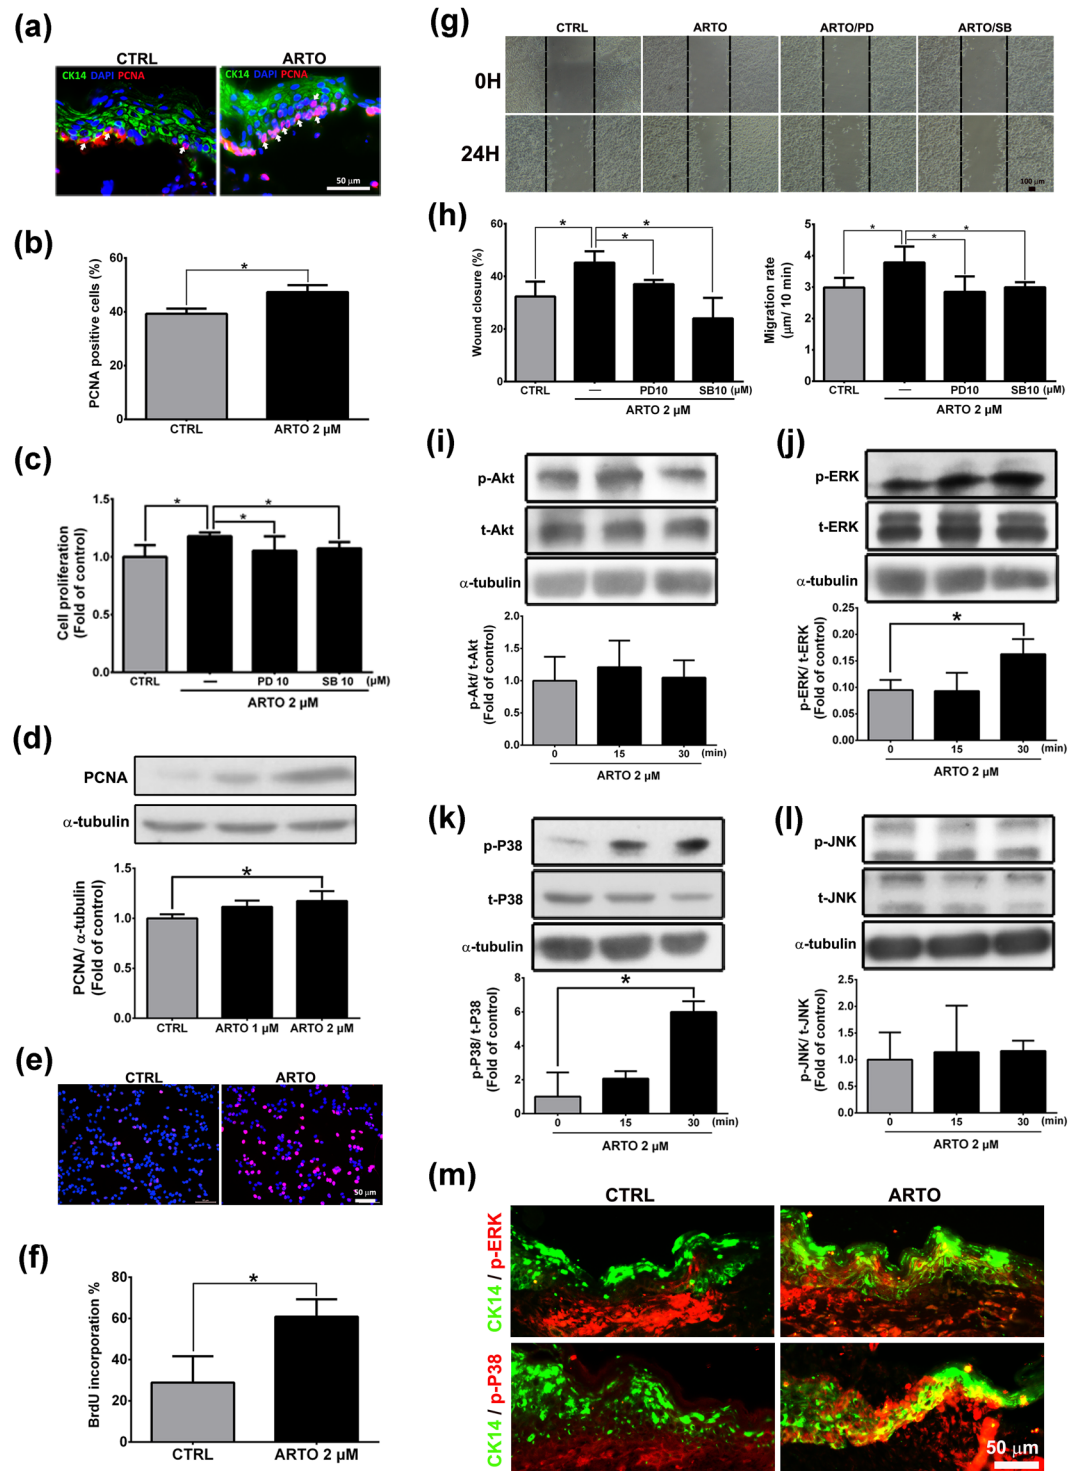 (a)
CTRL ARTO
CK14 DAPI PCNA CK14 DAPI PCNA
50 µm
(b)
PCNA positive cells (%)
60
40
20
0
CTRL ARTO 2 µM
*
(c)
Cell proliferation
(Fold of control)
1.5
1.0
0.5
0.0
* * *
CTRL — PD 10 SB 10 (µM)
ARTO 2 µM
(d)
PCNA
α-tubulin
PCNA/ α-tubulin
(Fold of control)
1.5
1.0
0.5
0.0
*
CTRL ARTO 1 µM ARTO 2 µM
(e)
CTRL ARTO
50 µm
(f)
BrdU incorporation %
80
60
40
20
0
*
CTRL ARTO 2 µM
(g)
CTRL ARTO ARTO/PD ARTO/SB
0H
24H
100 µm
(h)
Wound closure (%)
60
40
20
0
* * *
CTRL — PD10 SB10 (µM)
ARTO 2 µM
Migration rate
(µm/ 10 min)
5
4
3
2
1
0
* * *
CTRL — PD10 SB10 (µM)
ARTO 2 µM
(i)
p-Akt
t-Akt
α-tubulin
p-Akt/ t-Akt
(Fold of control)
2.0
1.5
1.0
0.5
0.0
0 15 30 (min)
ARTO 2 µM
(j)
p-ERK
t-ERK
α-tubulin
p-ERK/ t-ERK
(Fold of control)
0.25
0.20
0.15
0.10
0.05
0.00
*
0 15 30 (min)
ARTO 2 µM
(k)
p-P38
t-P38
α-tubulin
p-P38/ t-P38
(Fold of control)
8
6
4
2
0
*
0 15 30 (min)
ARTO 2 µM
(l)
p-JNK
t-JNK
α-tubulin
p-JNK/ t-JNK
(Fold of control)
2.5
2.0
1.5
1.0
0.5
0.0
0 15 30 (min)
ARTO 2 µM
(m)
CTRL ARTO
CK14 / p-ERK
CK14 / p-P38
50 µm